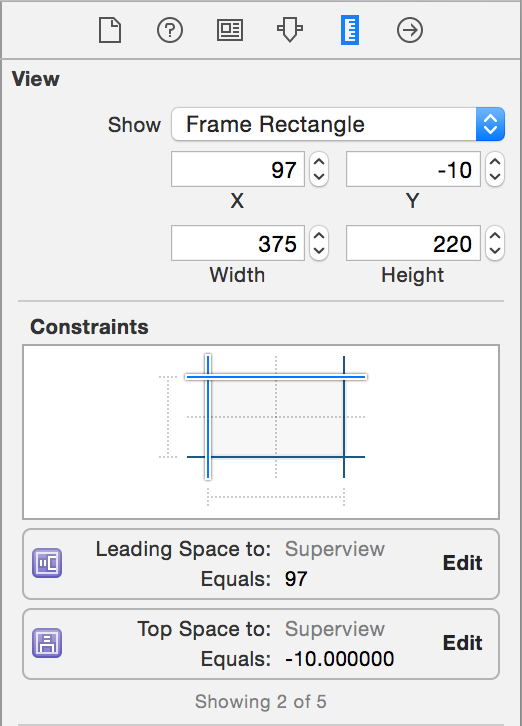 View
Show Frame Rectangle
97 -10
X Y
375 220
Width Height
Constraints
Leading Space to: Superview
Equals: 97
Edit
Top Space to: Superview
Equals: -10.000000
Edit
Showing 2 of 5